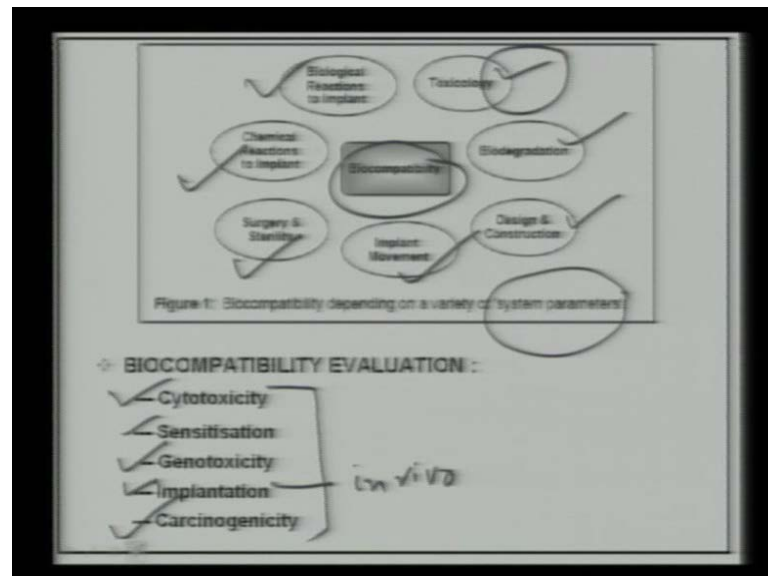 Biological
Reactions
to Implant
Toxicology
Chemical
Reactions
to Implant
Biocompatibility
Biodegradation
Surgery &
Sterility
Implant
Movement
Design &
Construction
Figure 1: Biocompatibility depending on a variety of 'system parameters'
BIOCOMPATIBILITY EVALUATION :
– Cytotoxicity
– Sensitisation
– Genotoxicity
– Implantation
– Carcinogenicity
in vivo